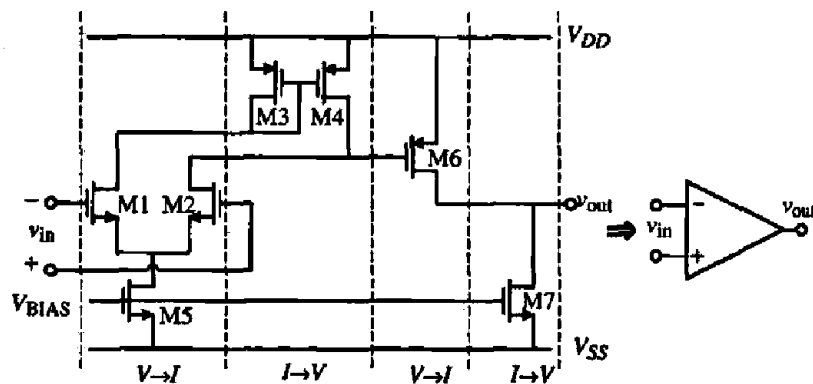 V_DD
M3 M4
M6
− M1 M2 v_out v_out
v_in ⇒ v_in −
+ +
V_BIAS M5 M7
V_SS
V→I I→V V→I I→V